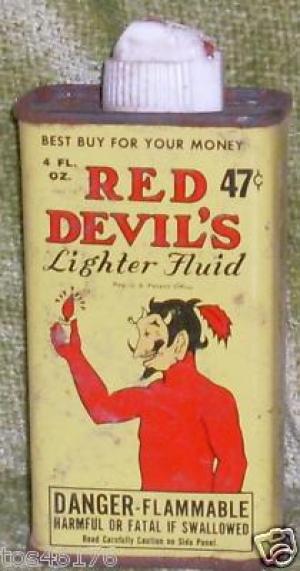 BEST BUY FOR YOUR MONEY
4 FL. OZ.
RED 47¢
DEVIL'S
Lighter Fluid
DANGER-FLAMMABLE
HARMFUL OR FATAL IF SWALLOWED
Read Carefully Caution on Side Panel.
tcs46176